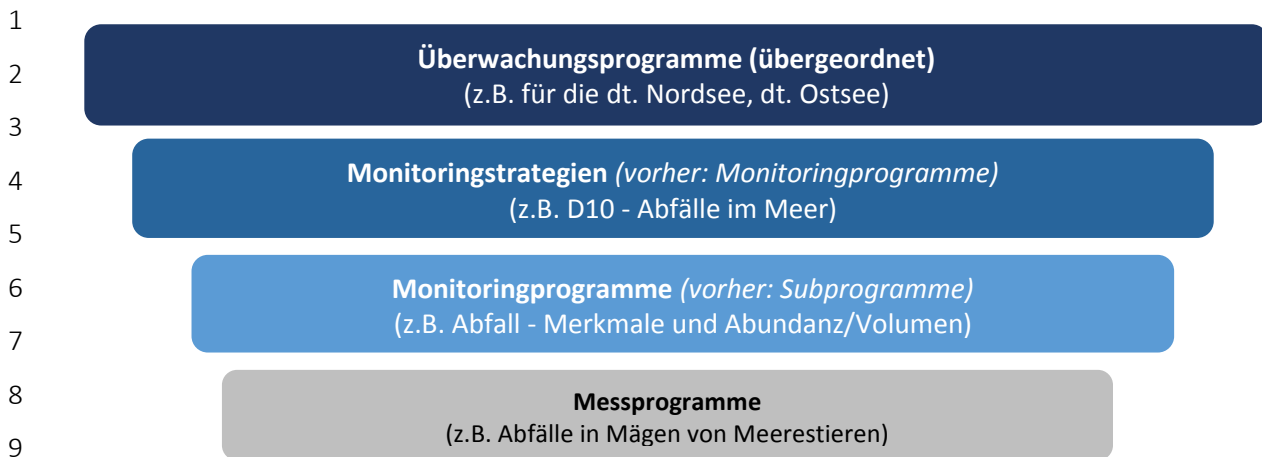 1
Überwachungsprogramme (übergeordnet)
2
(z.B. für die dt. Nordsee, dt. Ostsee)
3
Monitoringstrategien (vorher: Monitoringprogramme)
4
(z.B. D10 - Abfälle im Meer)
5
6
Monitoringprogramme (vorher: Subprogramme)
(z.B. Abfall - Merkmale und Abundanz/Volumen)
7
8
Messprogramme
(z.B. Abfälle in Mägen von Meerestieren)
9